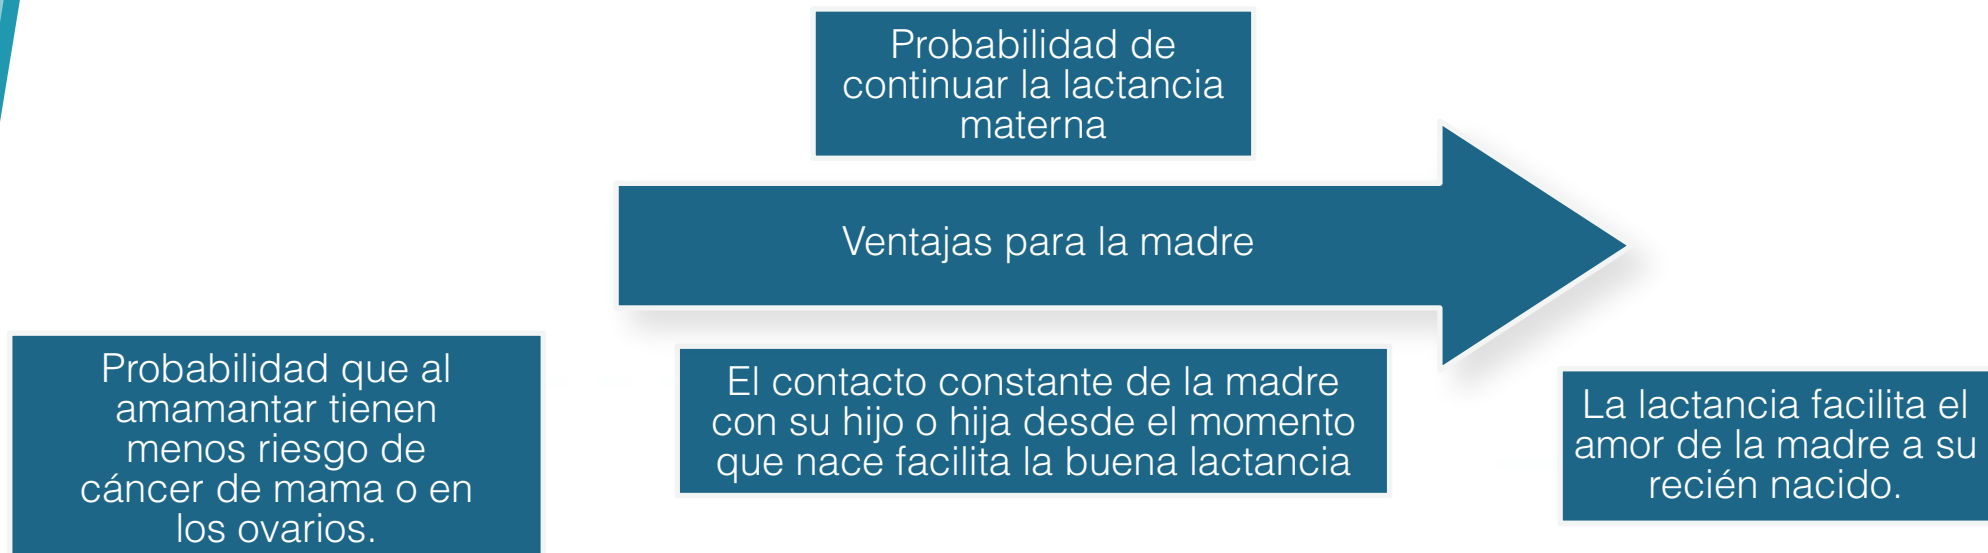 Probabilidad de
continuar la lactancia
materna
Ventajas para la madre
Probabilidad que al
amamantar tienen
menos riesgo de
cáncer de mama o en
los ovarios.
El contacto constante de la madre
con su hijo o hija desde el momento
que nace facilita la buena lactancia
La lactancia facilita el
amor de la madre a su
recién nacido.